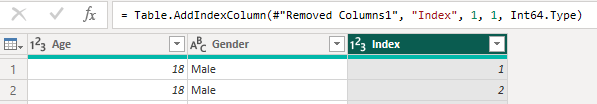 fx = Table.AddIndexColumn(#"Removed Columns1", "Index", 1, 1, Int64.Type)
1²3 Age ABC Gender 1²3 Index
1 18 Male 1
2 18 Male 2